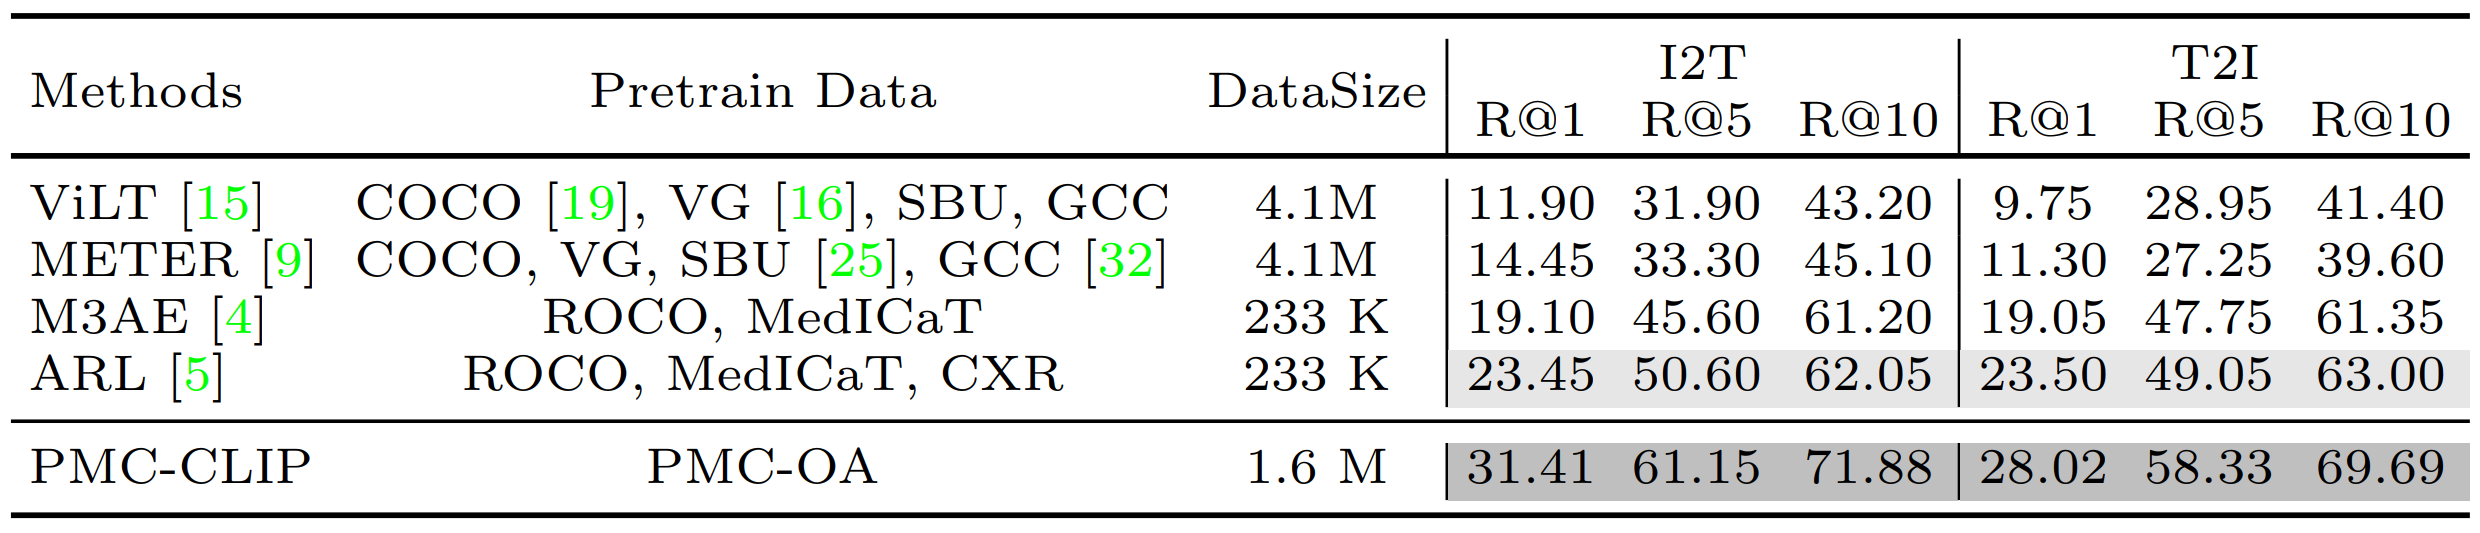 Methods Pretrain Data DataSize I2T T2I
R@1 R@5 R@10 R@1 R@5 R@10
ViLT [15] COCO [19], VG [16], SBU, GCC 4.1M 11.90 31.90 43.20 9.75 28.95 41.40
METER [9] COCO, VG, SBU [25], GCC [32] 4.1M 14.45 33.30 45.10 11.30 27.25 39.60
M3AE [4] ROCO, MedICaT 233 K 19.10 45.60 61.20 19.05 47.75 61.35
ARL [5] ROCO, MedICaT, CXR 233 K 23.45 50.60 62.05 23.50 49.05 63.00
PMC-CLIP PMC-OA 1.6 M 31.41 61.15 71.88 28.02 58.33 69.69